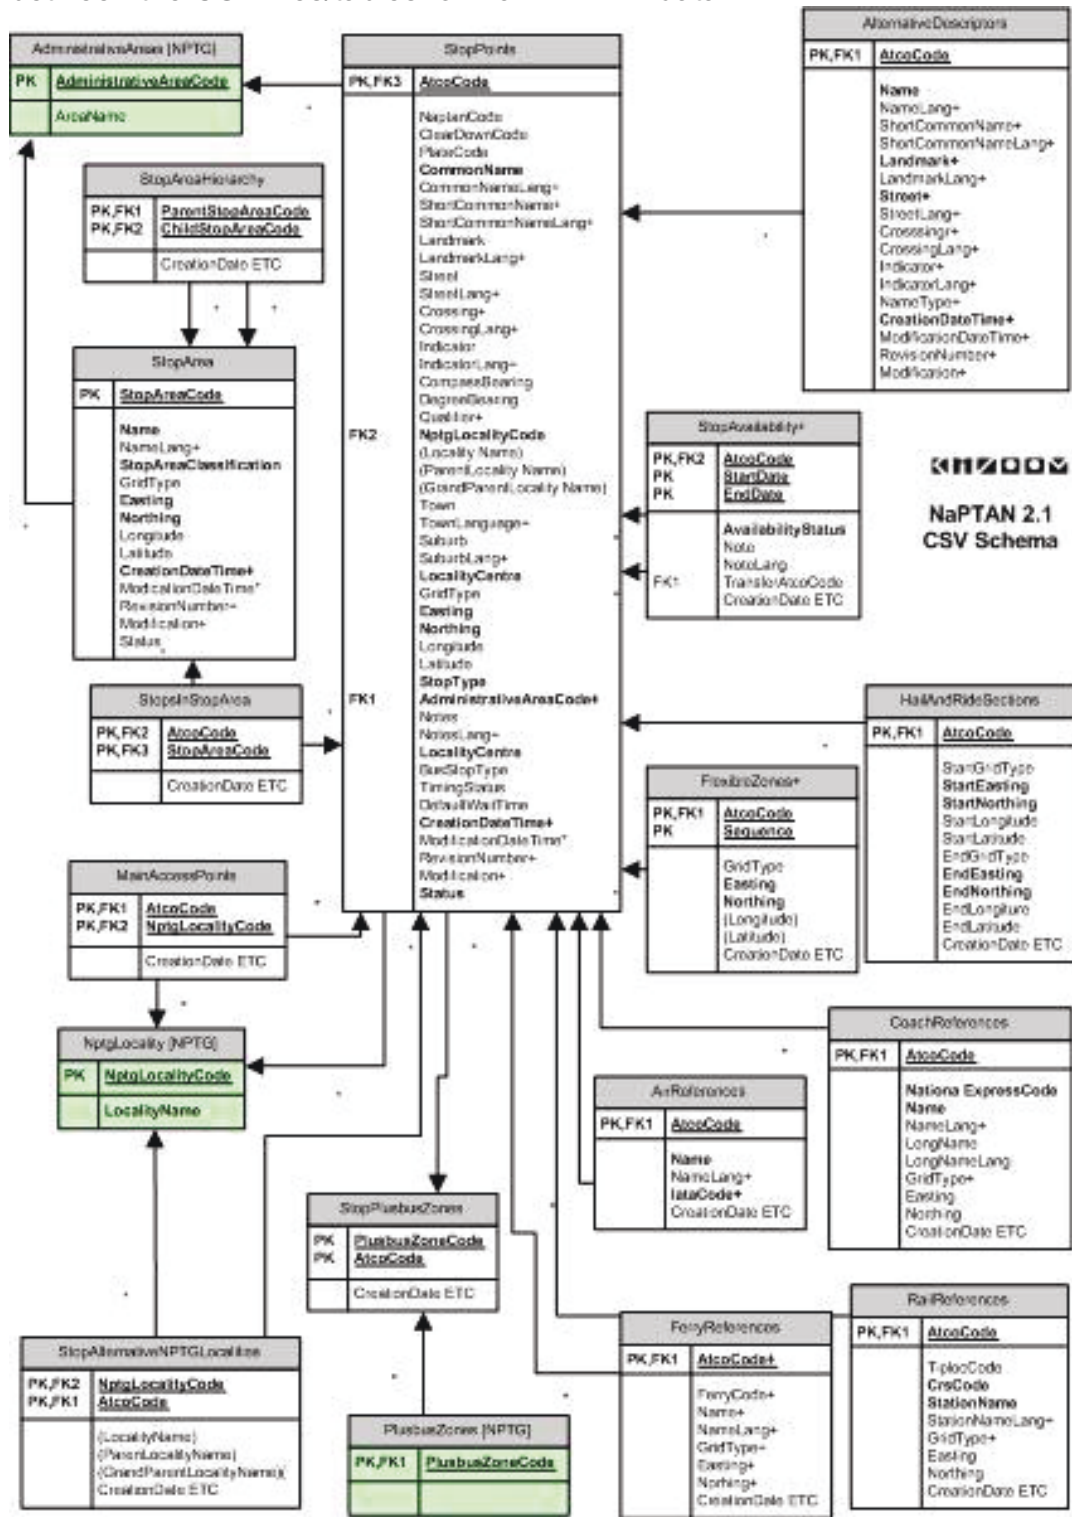 AdministrativeAreas [NPTG]
PK AdministrativeAreaCode
AreaName
StopPoints
PK,FK3 AtcoCode
NaptanCode
ClearDownCode
PlateCode
CommonName
CommonNameLang+
ShortCommonName+
ShortCommonNameLang+
Landmark
LandmarkLang+
Street
StreetLang+
Crossing+
CrossingLang+
Indicator
IndicatorLang+
CompassBearing
DegreeBearing
Qualifier+
FK2 NptgLocalityCode
(Locality Name)
(ParentLocality Name)
(GrandParentLocality Name)
Town
TownLanguage+
Suburb
SuburbLang+
LocalityCentre
GridType
Easting
Northing
Longitude
Latitude
StopType
FK1 AdministrativeAreaCode+
Notes
NotesLang+
LocalityCentre
BusStopType
TimingStatus
DefaultWaitTime
CreationDateTime+
ModificationDateTime*
RevisionNumber+
Modification+
Status
AlternativeDescriptors
PK,FK1 AtcoCode
Name
NameLang+
ShortCommonName+
ShortCommonNameLang+
Landmark+
LandmarkLang+
Street+
StreetLang+
Crosssingr+
CrossingLang+
Indicator+
IndicatorLang+
NameType+
CreationDateTime+
ModificationDateTime+
RevisionNumber+
Modification+
StopAreaHierarchy
PK,FK1 ParentStopAreaCode
PK,FK2 ChildStopAreaCode
CreationDate ETC
StopArea
PK StopAreaCode
Name
NameLang+
StopAreaClassification
GridType
Easting
Northing
Longitude
Latitude
CreationDateTime+
ModicationDateTime*
RevisionNumber+
Modification+
Status
StopAvailability+
PK,FK2 AtcoCode
PK StartDate
PK EndDate
AvailabilityStatus
Note
NoteLang
FK1 TransferAtcoCode
CreationDate ETC
NaPTAN 2.1
CSV Schema
StopsInStopArea
PK,FK2 AtcoCode
PK,FK3 StopAreaCode
CreationDate ETC
HailAndRideSections
PK,FK1 AtcoCode
StartGridType
StartEasting
StartNorthing
StartLongitude
StartLatitude
EndGridType
EndEasting
EndNorthing
EndLongiture
EndLatitude
CreationDate ETC
FlexibleZones+
PK,FK1 AtcoCode
PK Sequence
GridType
Easting
Northing
(Longitude)
(Latitude)
CreationDate ETC
MainAccessPoints
PK,FK1 AtcoCode
PK,FK2 NptgLocalityCode
CreationDate ETC
NptgLocality [NPTG]
PK NptgLocalityCode
LocalityName
CoachReferences
PK,FK1 AtcoCode
Nationa ExpressCode
Name
NameLang+
LongName
LongNameLang
GridType+
Easting
Northing
CreationDate ETC
AirReferences
PK,FK1 AtcoCode
Name
NameLang+
IataCode+
CreationDate ETC
StopPlusbusZones
PK PlusbusZoneCode
PK AtcoCode
CreationDate ETC
FerryReferences
PK,FK1 AtcoCode+
FerryCode+
Name+
NameLang+
GridType+
Easting+
Norhing+
CreationDate ETC
RailReferences
PK,FK1 AtcoCode
TiplocCode
CrsCode
StationName
StationNameLang+
GridType+
Easting
Northing
CreationDate ETC
StopAlternativeNPTGLocalities
PK,FK2 NptgLocalityCode
PK,FK1 AtcoCode
(LocalityName)
(ParenLocalityName)
(GrandParentLocalityName)(
CreationDate ETC
PlusbusZones [NPTG]
PK,FK1 PlusbusZoneCode